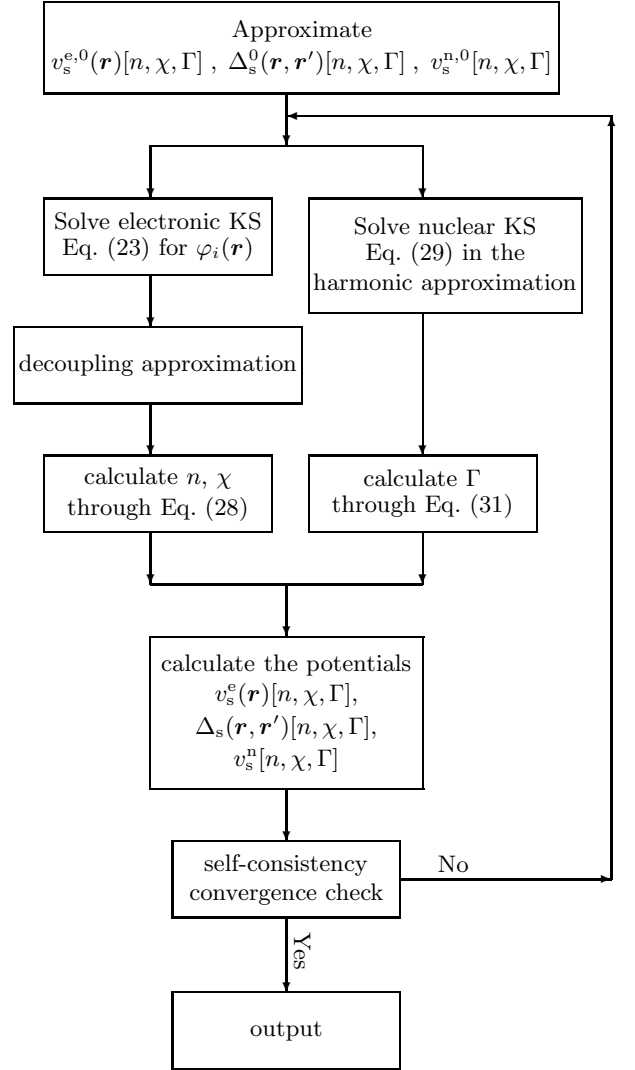 Approximate
v_s^{e,0}(r)[n, χ, Γ] , Δ_s^0(r, r′)[n, χ, Γ] , v_s^{n,0}[n, χ, Γ]
Solve electronic KS
Eq. (23) for φ_i(r)
Solve nuclear KS
Eq. (29) in the
harmonic approximation
decoupling approximation
calculate n, χ
through Eq. (28)
calculate Γ
through Eq. (31)
calculate the potentials
v_s^e(r)[n, χ, Γ],
Δ_s(r, r′)[n, χ, Γ],
v_s^n[n, χ, Γ]
self-consistency
convergence check
No
Yes
output